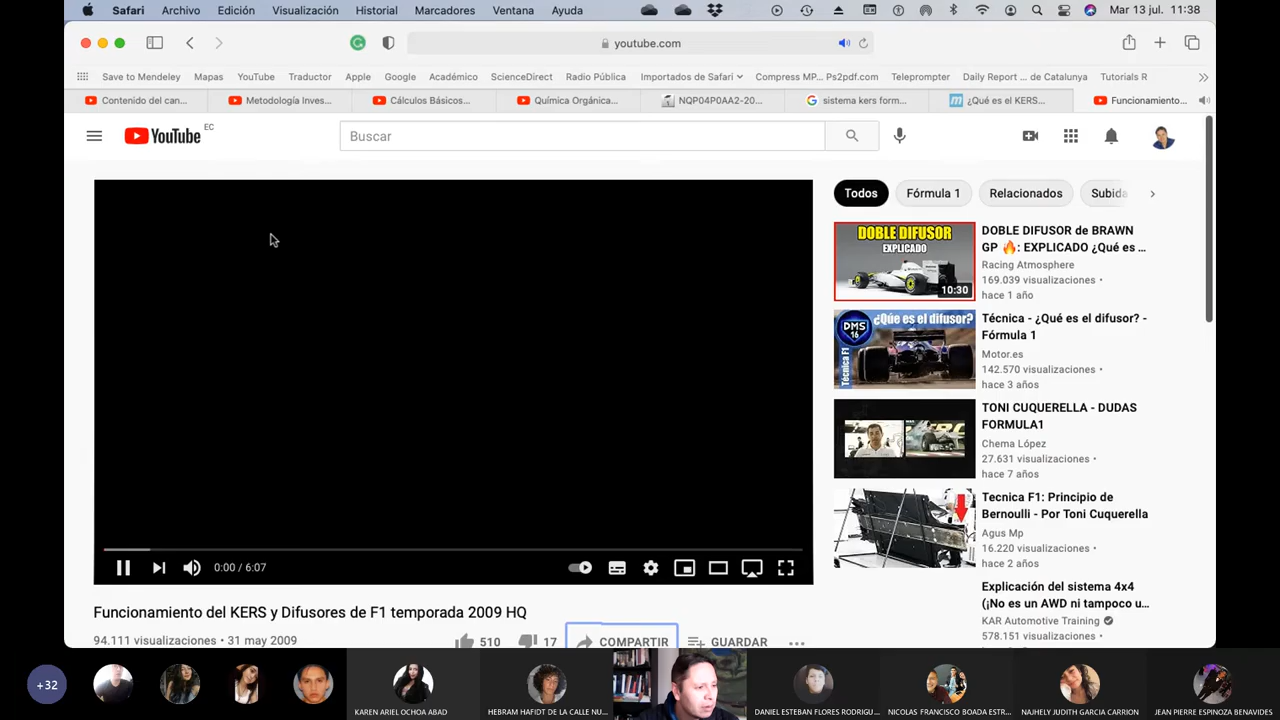 Safari Archivo Edición Visualización Historial Marcadores Ventana Ayuda Mar 13 jul. 11:38
youtube.com
Save to Mendeley Mapas YouTube Traductor Apple Google Académico ScienceDirect Radio Pública Importados de Safari Compress MP... Ps2pdf.com Teleprompter Daily Report ... de Catalunya Tutorials R
Contenido del can... Metodología Inves... Cálculos Básicos... Química Orgánica... NQP04P0AA2-20... sistema kers form... ¿Qué es el KERS... Funcionamiento...
YouTube EC
Buscar
Todos Fórmula 1 Relacionados Subida
DOBLE DIFUSOR
EXPLICADO
10:30
DOBLE DIFUSOR de BRAWN
GP 🔥: EXPLICADO ¿Qué es ...
Racing Atmosphere
169.039 visualizaciones •
hace 1 año
DMS
16
¿Qúe es el difusor?
Técnica F1
Técnica - ¿Qué es el difusor? -
Fórmula 1
Motor.es
142.570 visualizaciones •
hace 3 años
TONI CUQUERELLA - DUDAS
FORMULA1
Chema López
27.631 visualizaciones •
hace 7 años
Tecnica F1: Principio de
Bernoulli - Por Toni Cuquerella
Agus Mp
16.220 visualizaciones •
hace 2 años
Explicación del sistema 4x4
(¡No es un AWD ni tampoco u...
KAR Automotive Training
578.151 visualizaciones •
0:00 / 6:07
Funcionamiento del KERS y Difusores de F1 temporada 2009 HQ
94.111 visualizaciones • 31 may 2009
510 17 COMPARTIR GUARDAR ...
+32
KAREN ARIEL OCHOA ABAD
HEBRAM HAFIDT DE LA CALLE NU...
DANIEL ESTEBAN FLORES RODRIGU...
NICOLAS FRANCISCO BOADA ESTR...
NAJHELY JUDITH GARCIA CARRION
JEAN PIERRE ESPINOZA BENAVIDES